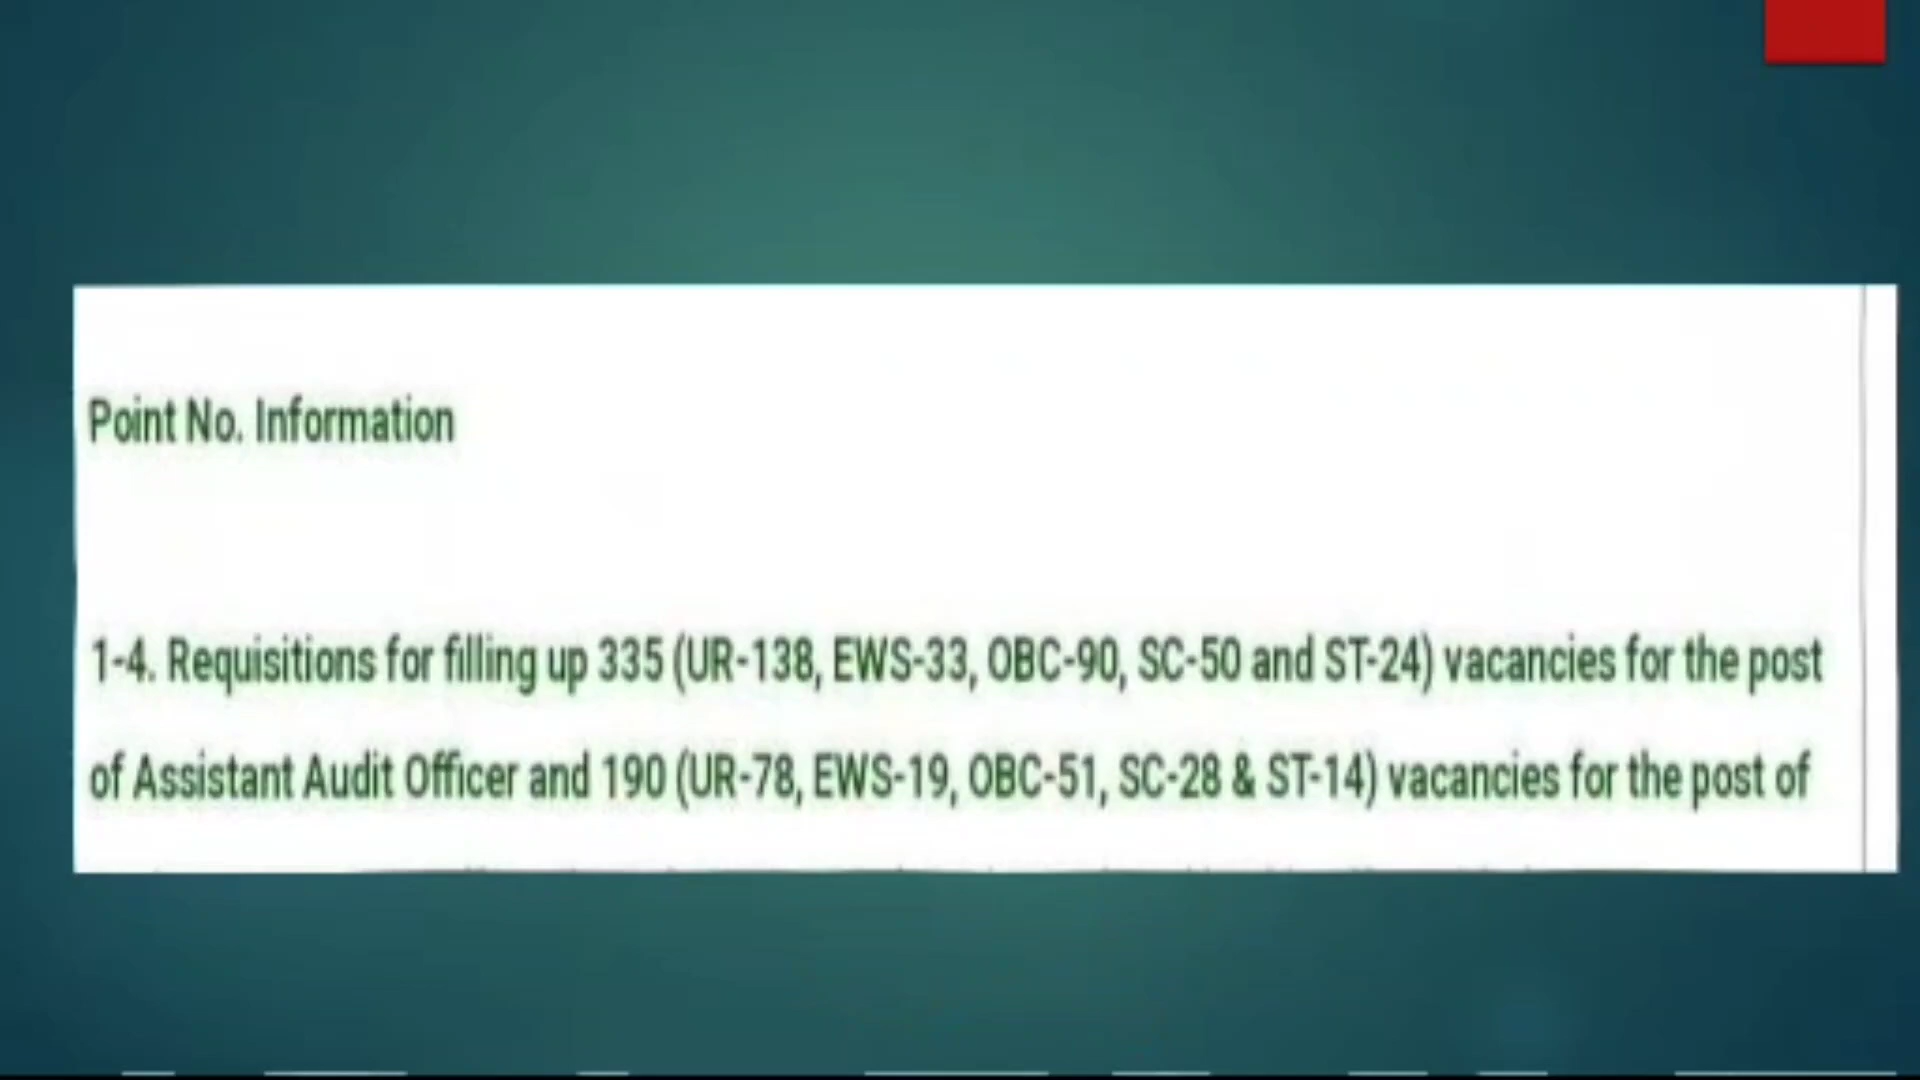 Point No. Information
1-4. Requisitions for filling up 335 (UR-138, EWS-33, OBC-90, SC-50 and ST-24) vacancies for the post
of Assistant Audit Officer and 190 (UR-78, EWS-19, OBC-51, SC-28 & ST-14) vacancies for the post of